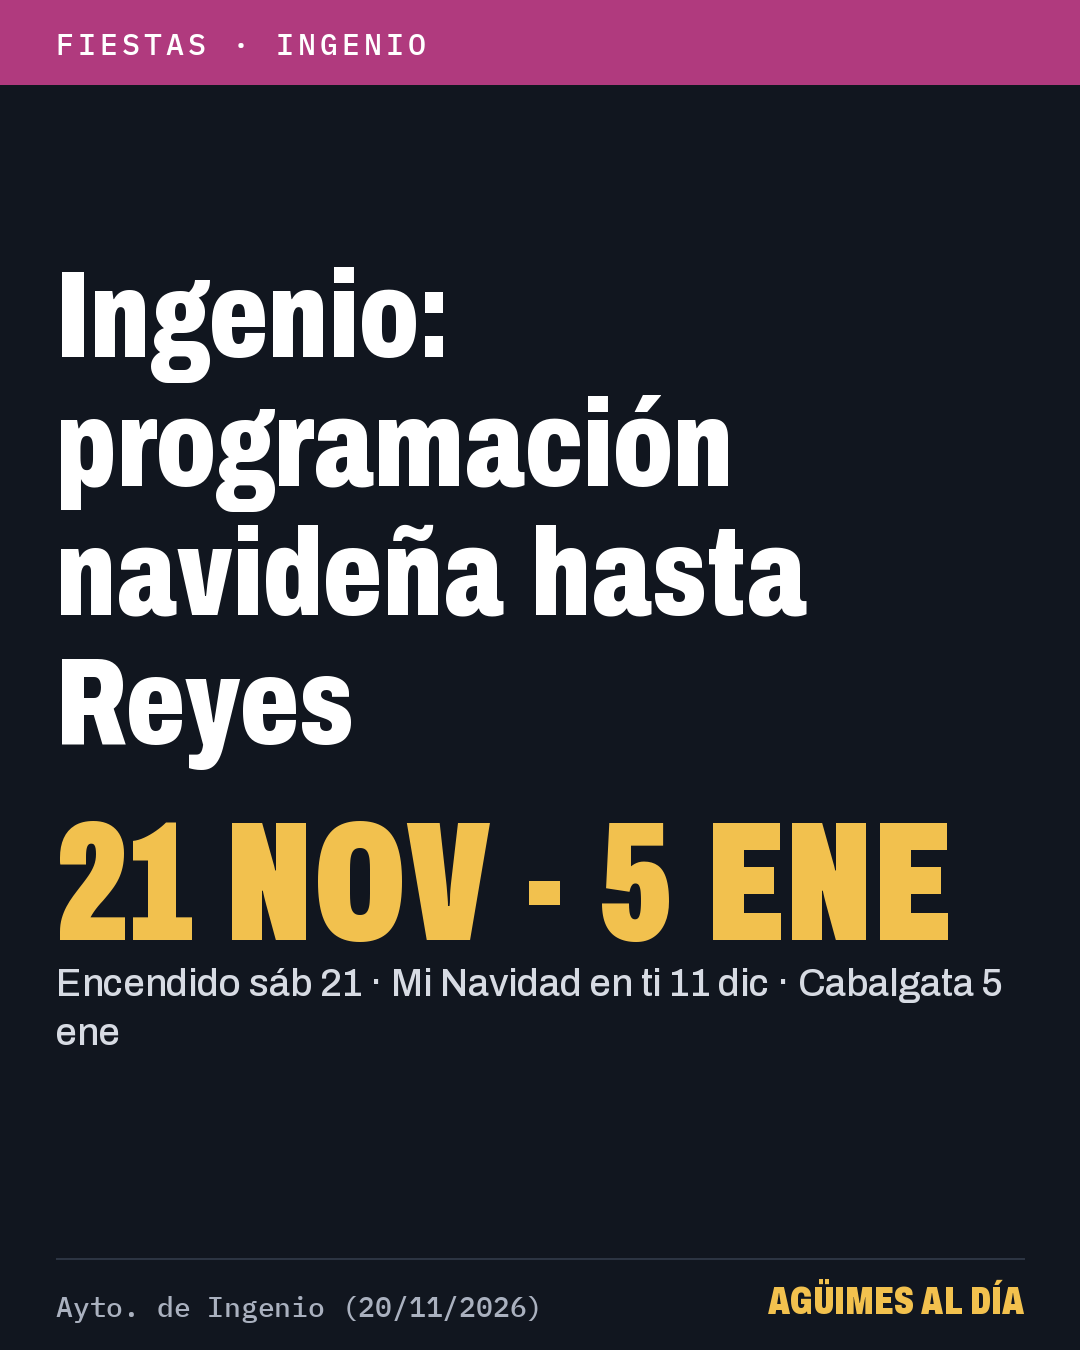 FIESTAS · INGENIO
Ingenio:
programación
navideña hasta
Reyes
21 NOV - 5 ENE
Encendido sáb 21 · Mi Navidad en ti 11 dic · Cabalgata 5
ene
Ayto. de Ingenio (20/11/2026)
AGÜIMES AL DÍA